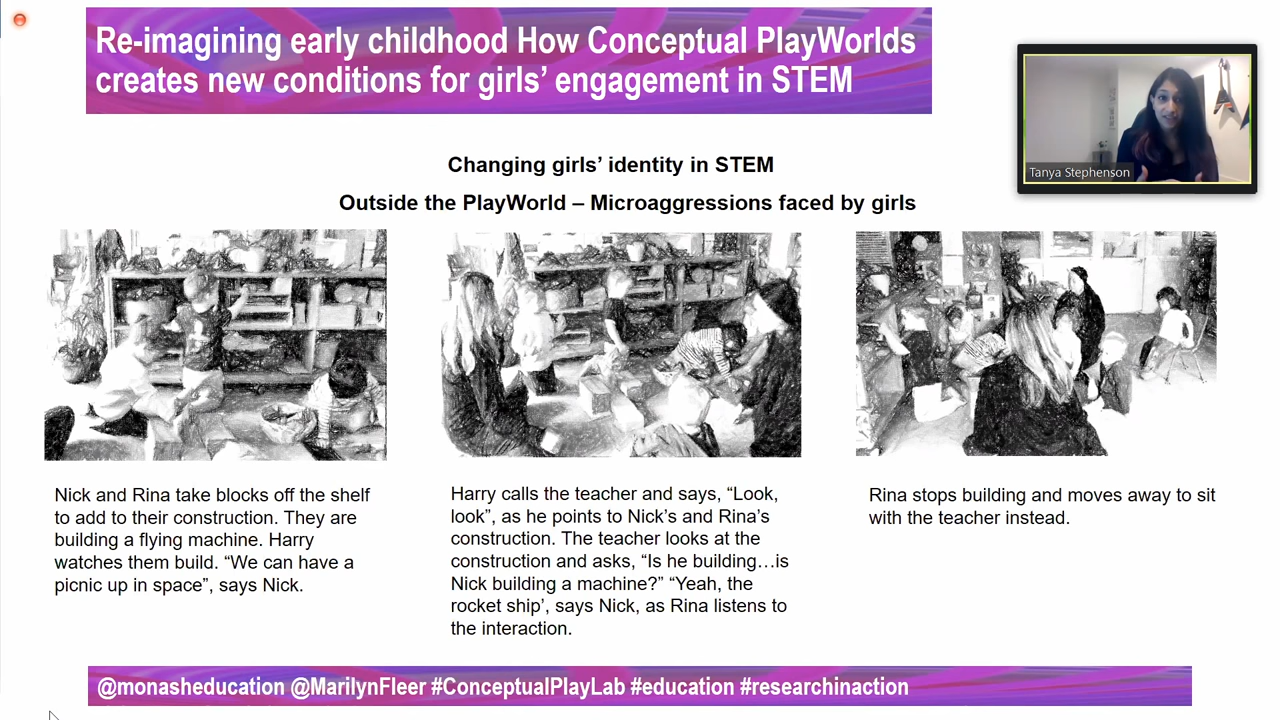 Re-imagining early childhood How Conceptual PlayWorlds
creates new conditions for girls’ engagement in STEM
Tanya Stephenson
Changing girls’ identity in STEM
Outside the PlayWorld – Microaggressions faced by girls
Nick and Rina take blocks off the shelf
to add to their construction. They are
building a flying machine. Harry
watches them build. “We can have a
picnic up in space”, says Nick.
Harry calls the teacher and says, “Look,
look”, as he points to Nick’s and Rina’s
construction. The teacher looks at the
construction and asks, “Is he building…is
Nick building a machine?” “Yeah, the
rocket ship’, says Nick, as Rina listens to
the interaction.
Rina stops building and moves away to sit
with the teacher instead.
@monasheducation @MarilynFleer #ConceptualPlayLab #education #researchinaction